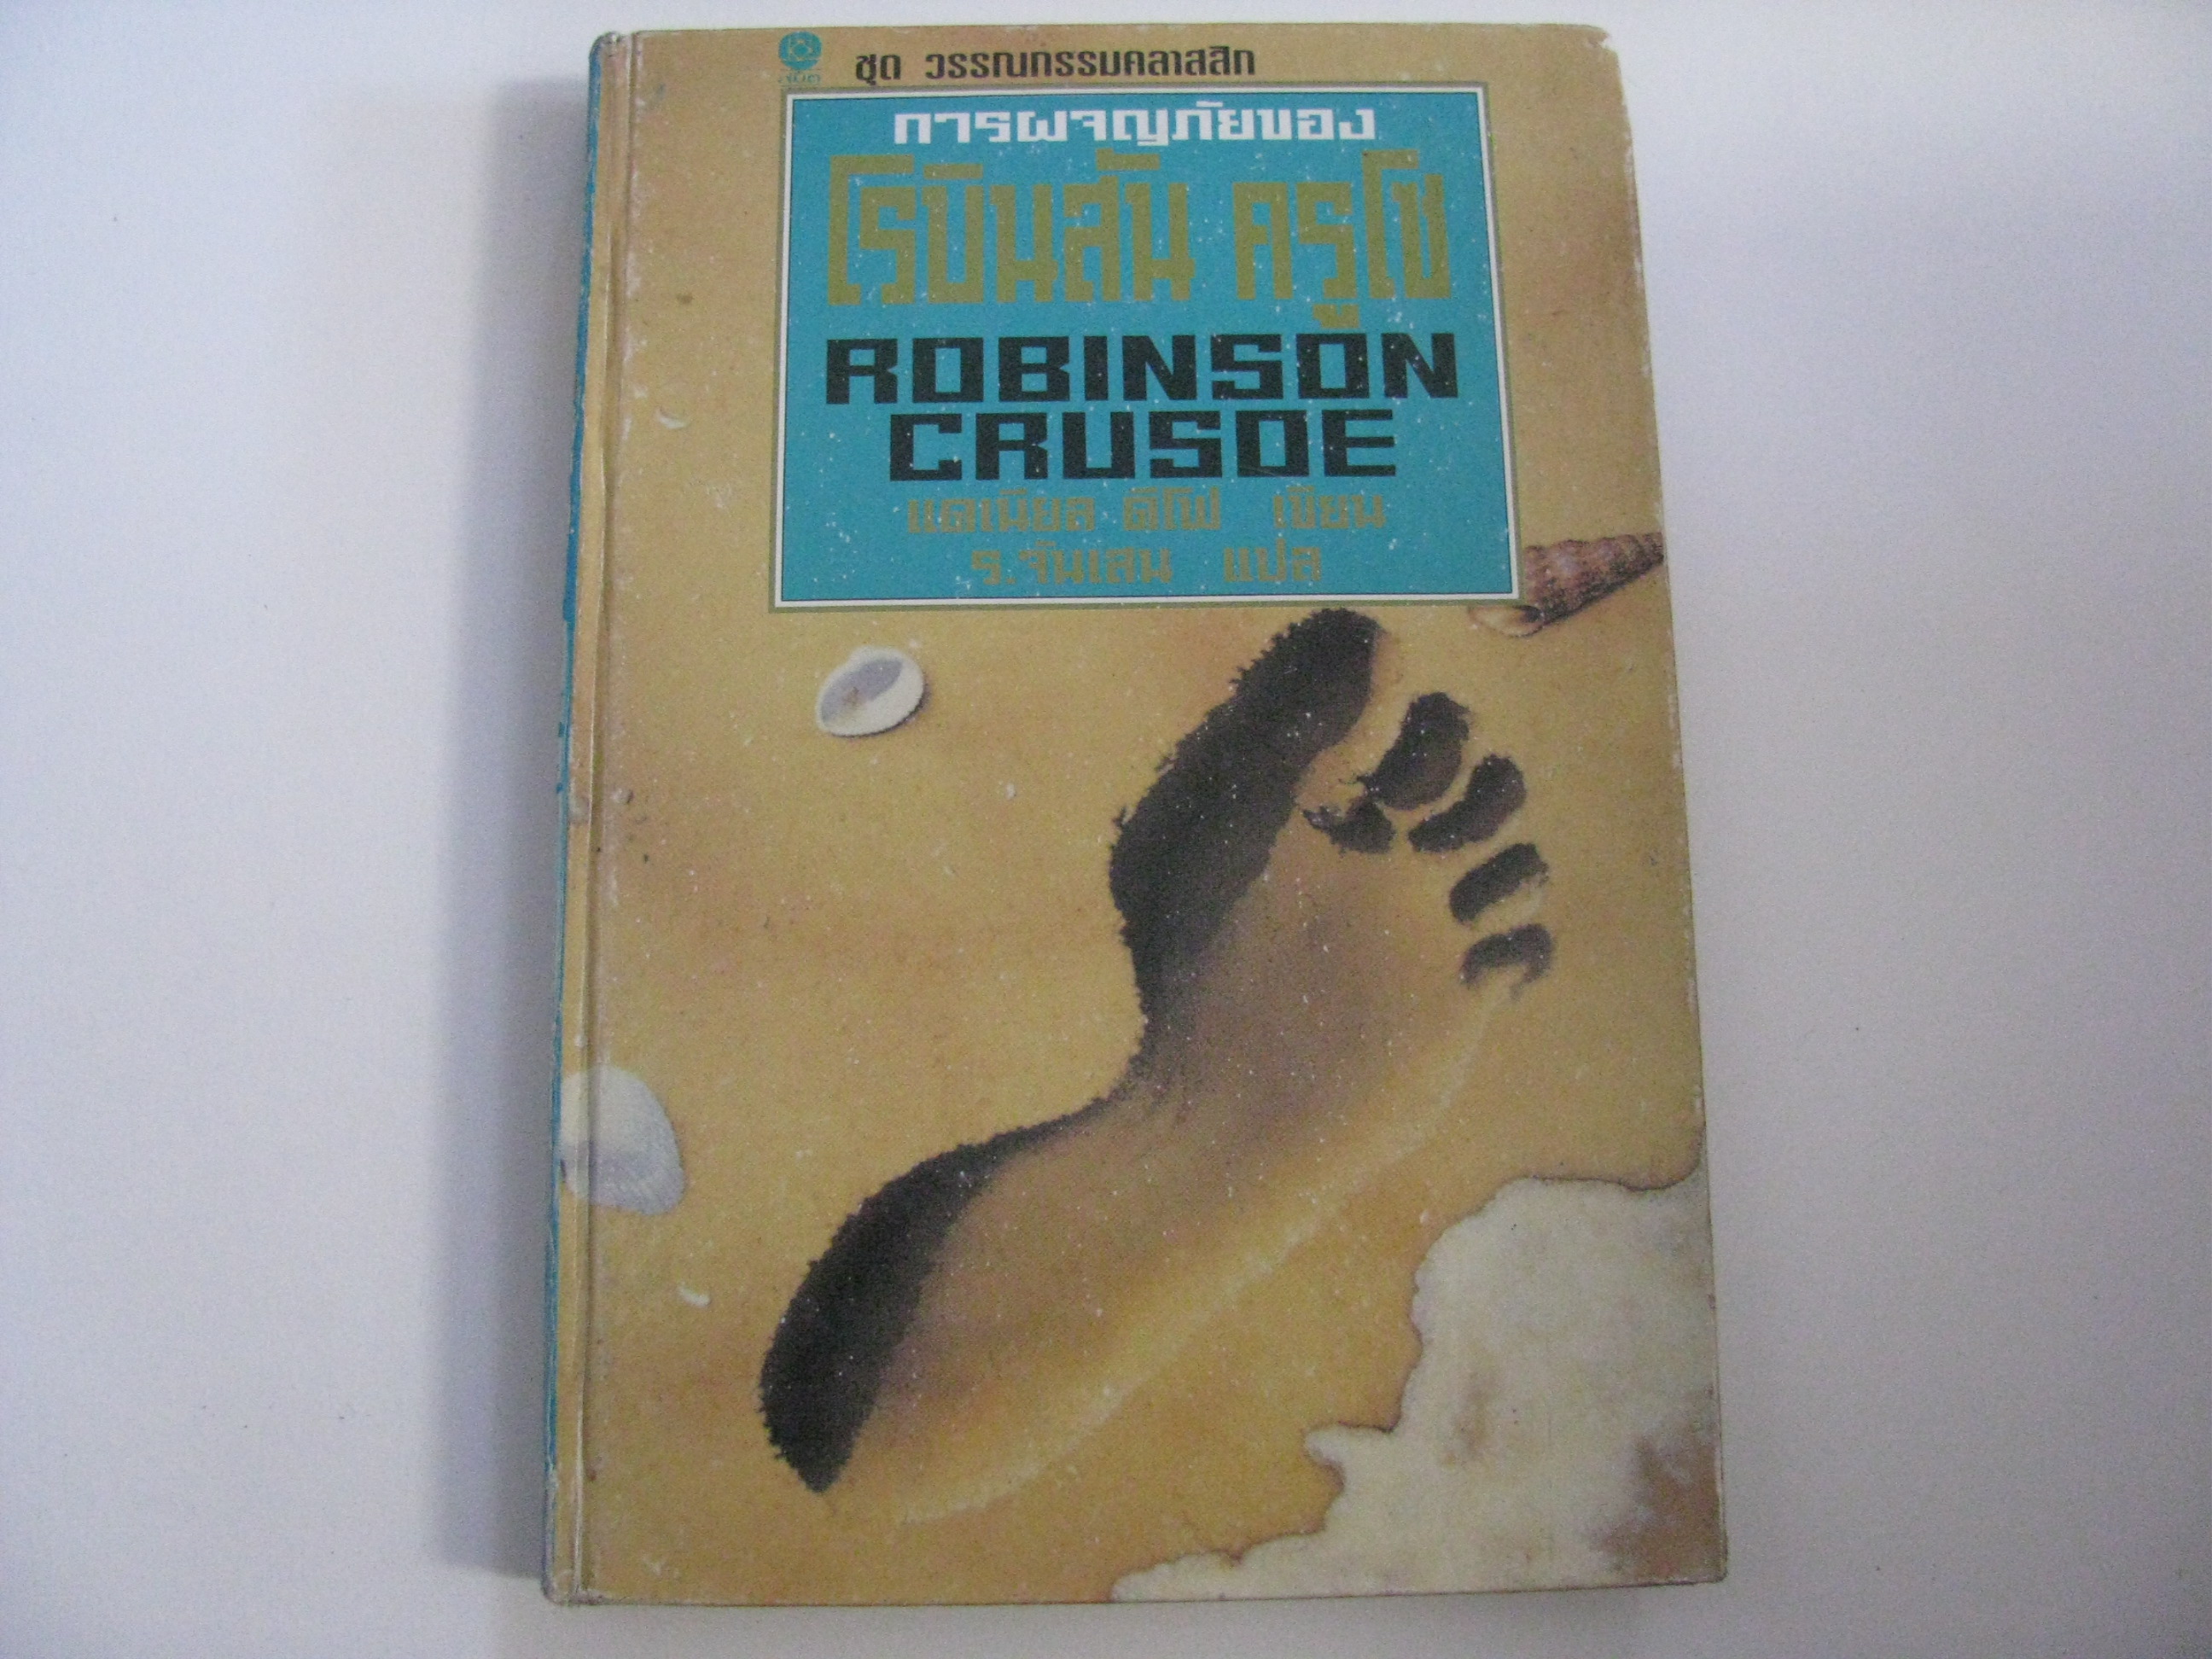 ชุด วรรณกรรมคลาสสิก
การผจญภัยของ
โรบินสัน ครูโซ
ROBINSON
CRUSOE
แดเนียล ดีโฟ เขียน
ร.จันเสน แปล